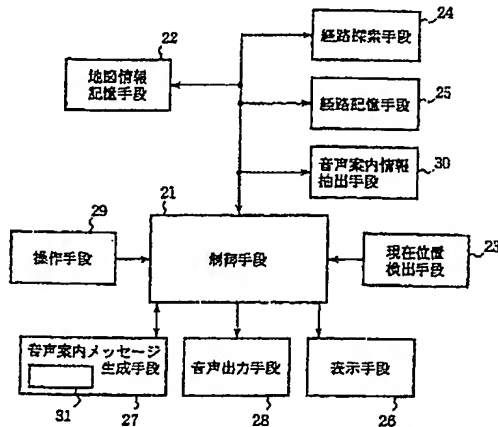 24
経路探索手段
22
地図情報
記憶手段
25
経路記憶手段
30
音声案内情報
抽出手段
21
制御手段
29
操作手段
23
現在位置
検出手段
音声案内メッセージ
生成手段
31
27
音声出力手段
28
表示手段
26